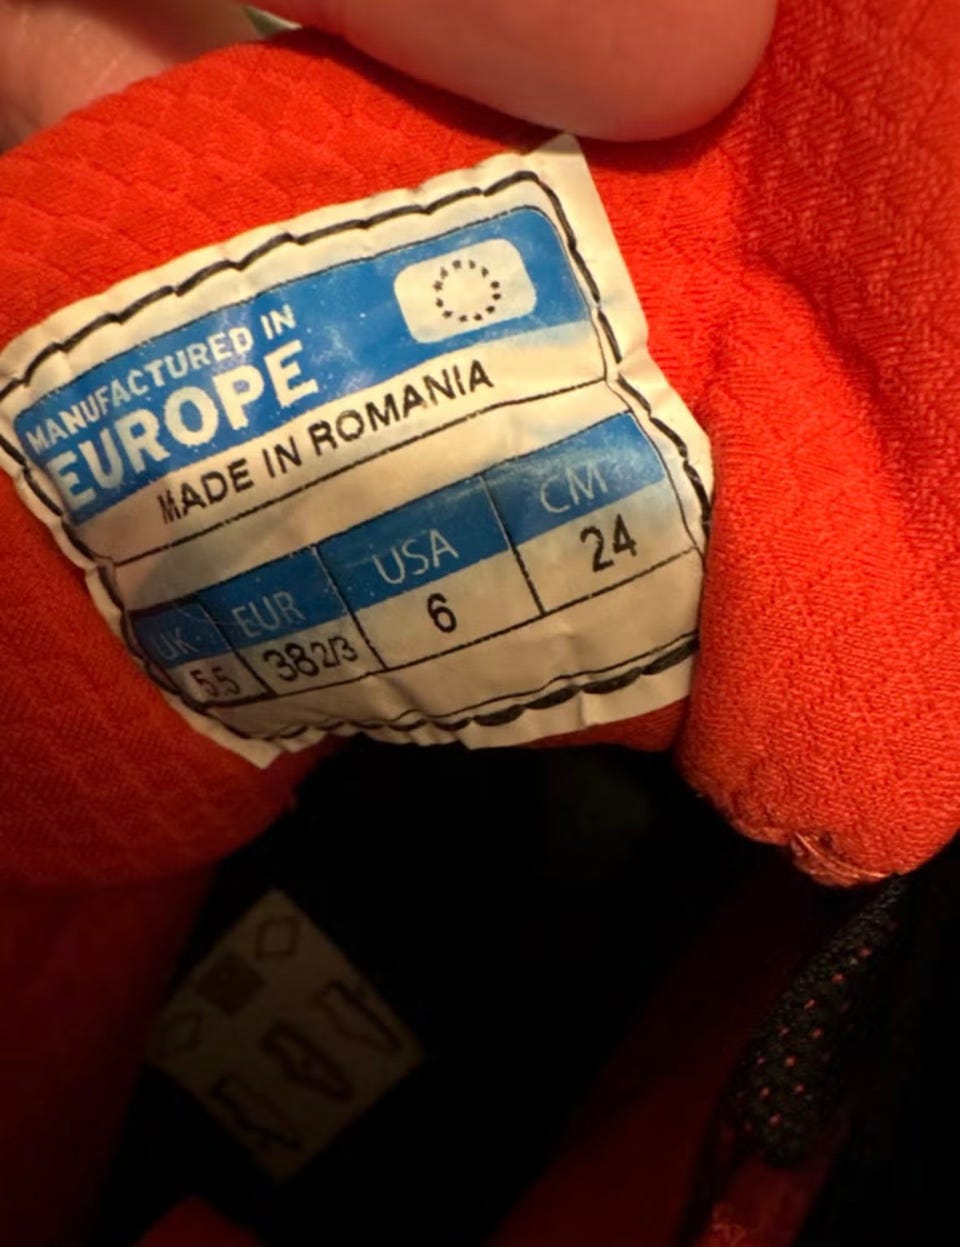 MANUFACTURED IN
EUROPE
MADE IN ROMANIA
UK EUR USA CM
5.5 38 2/3 6 24